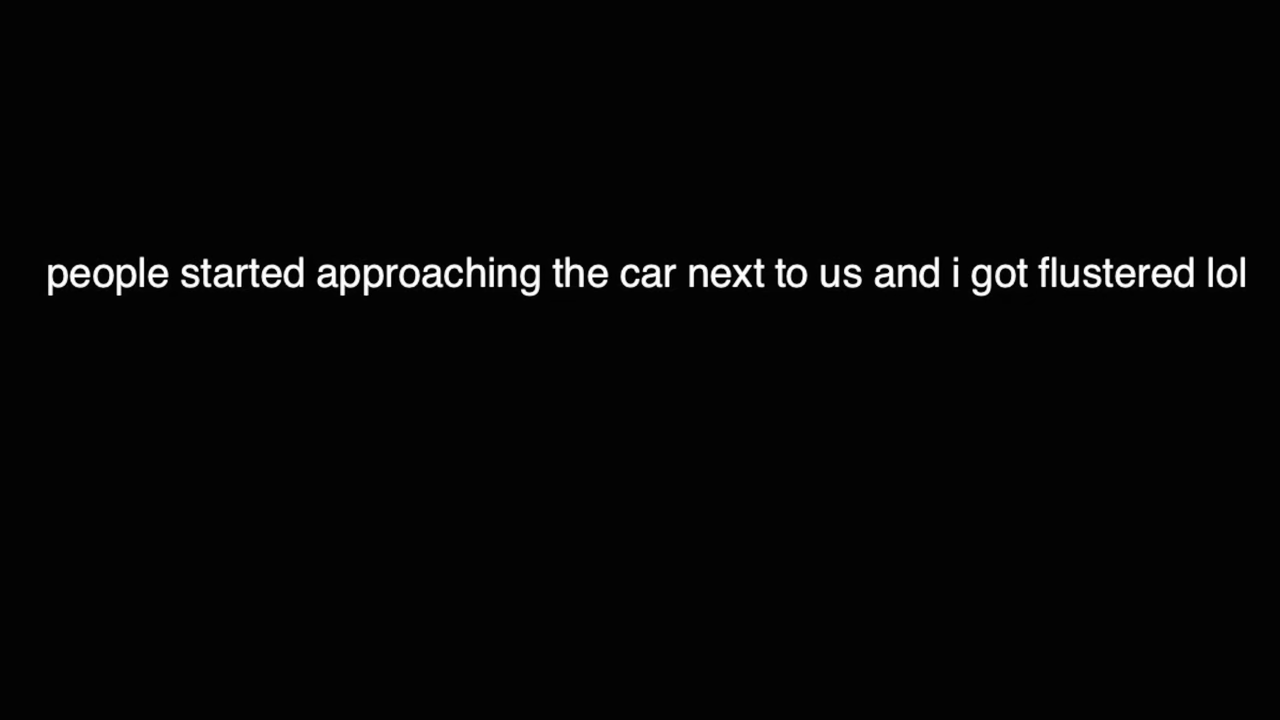 people started approaching the car next to us and i got flustered lol